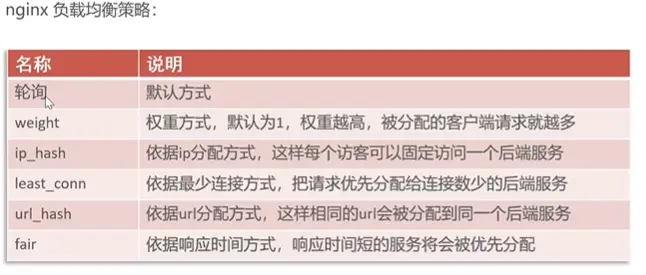 nginx 负载均衡策略：
名称 说明
轮询 默认方式
weight 权重方式，默认为1，权重越高，被分配的客户端请求就越多
ip_hash 依据ip分配方式，这样每个访客可以固定访问一个后端服务
least_conn 依据最少连接方式，把请求优先分配给连接数少的后端服务
url_hash 依据url分配方式，这样相同的url会被分配到同一个后端服务
fair 依据响应时间方式，响应时间短的服务将会被优先分配